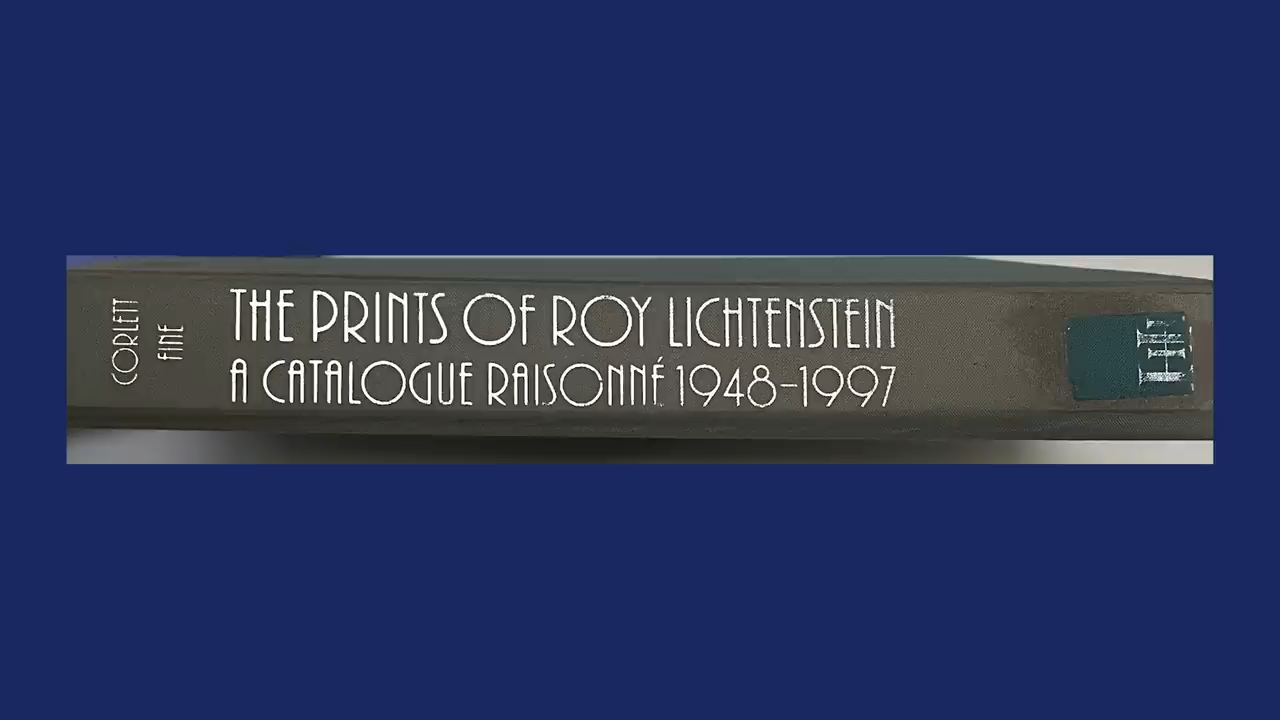 CORLETT
FINE
THE PRINTS OF ROY LICHTENSTEIN
A CATALOGUE RAISONNÉ 1948–1997